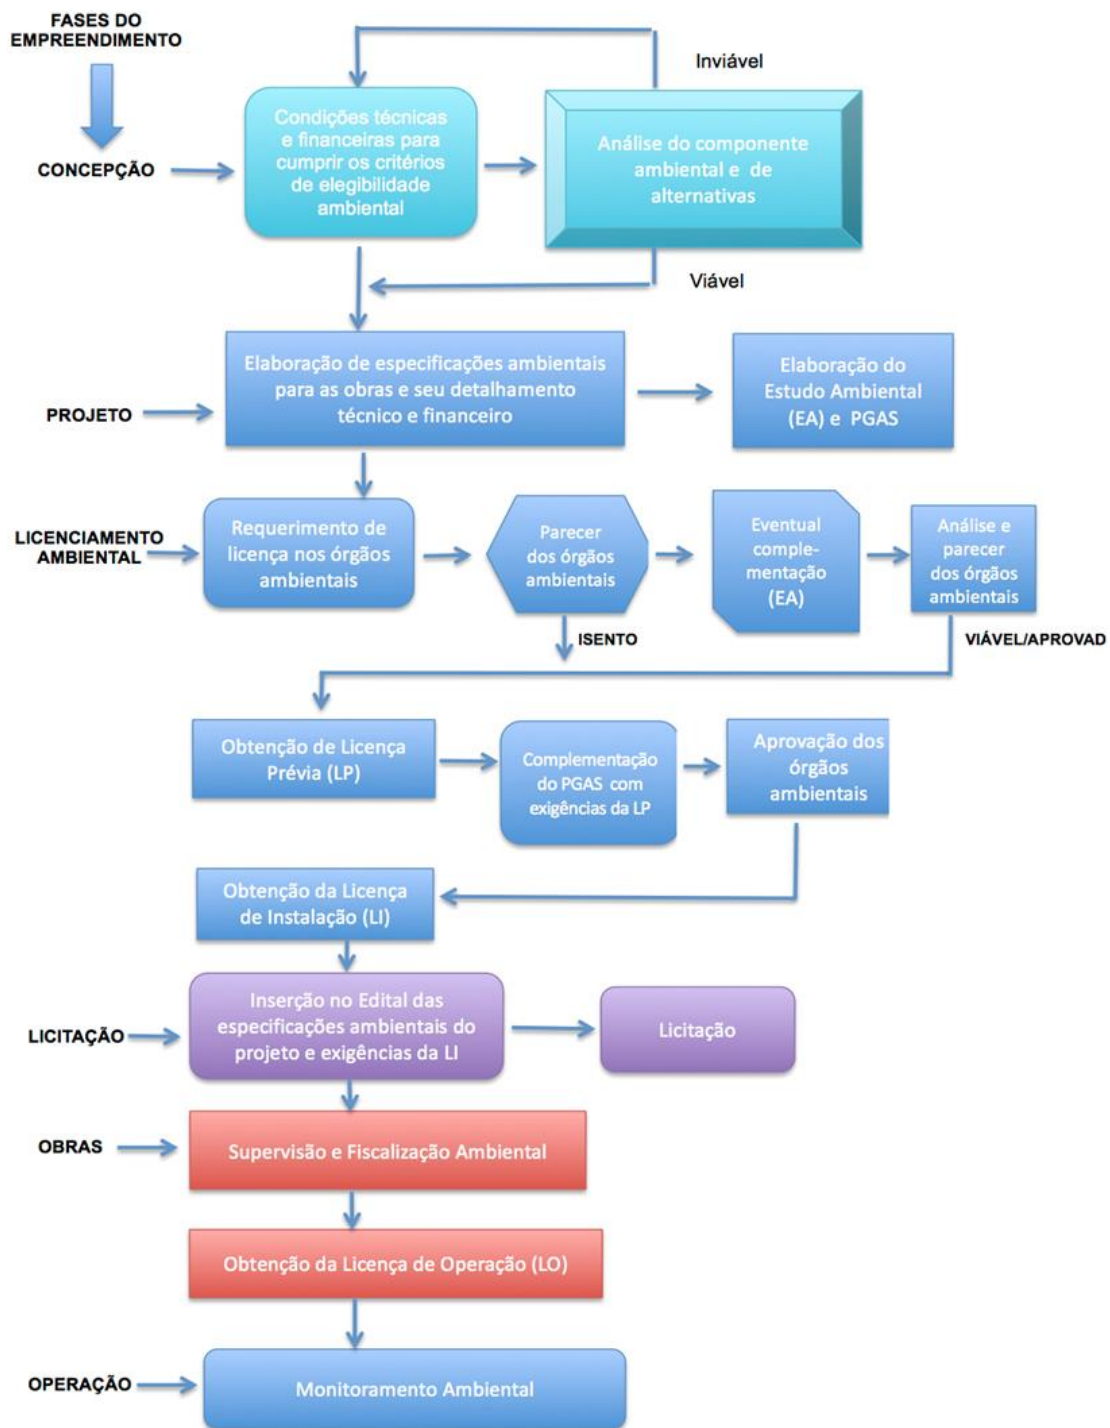 FASES DO
EMPREENDIMENTO
Inviável
Condições técnicas
e financeiras para
cumprir os critérios
de elegibilidade
ambiental
Análise do componente
ambiental e de
alternativas
CONCEPÇÃO
Viável
Elaboração de especificações ambientais
para as obras e seu detalhamento
técnico e financeiro
Elaboração do
Estudo Ambiental
(EA) e PGAS
PROJETO
LICENCIAMENTO
AMBIENTAL
Requerimento de
licença nos órgãos
ambientais
Parecer
dos órgãos
ambientais
Eventual
comple-
mentação
(EA)
Análise e
parecer
dos órgãos
ambientais
ISENTO
VIÁVEL/APROVAD
Obtenção de Licença
Prévia (LP)
Complementação
do PGAS com
exigências da LP
Aprovação dos
órgãos
ambientais
Obtenção da Licença
de Instalação (LI)
LICITAÇÃO
Inserção no Edital das
especificações ambientais do
projeto e exigências da LI
Licitação
OBRAS
Supervisão e Fiscalização Ambiental
Obtenção da Licença de Operação (LO)
OPERAÇÃO
Monitoramento Ambiental